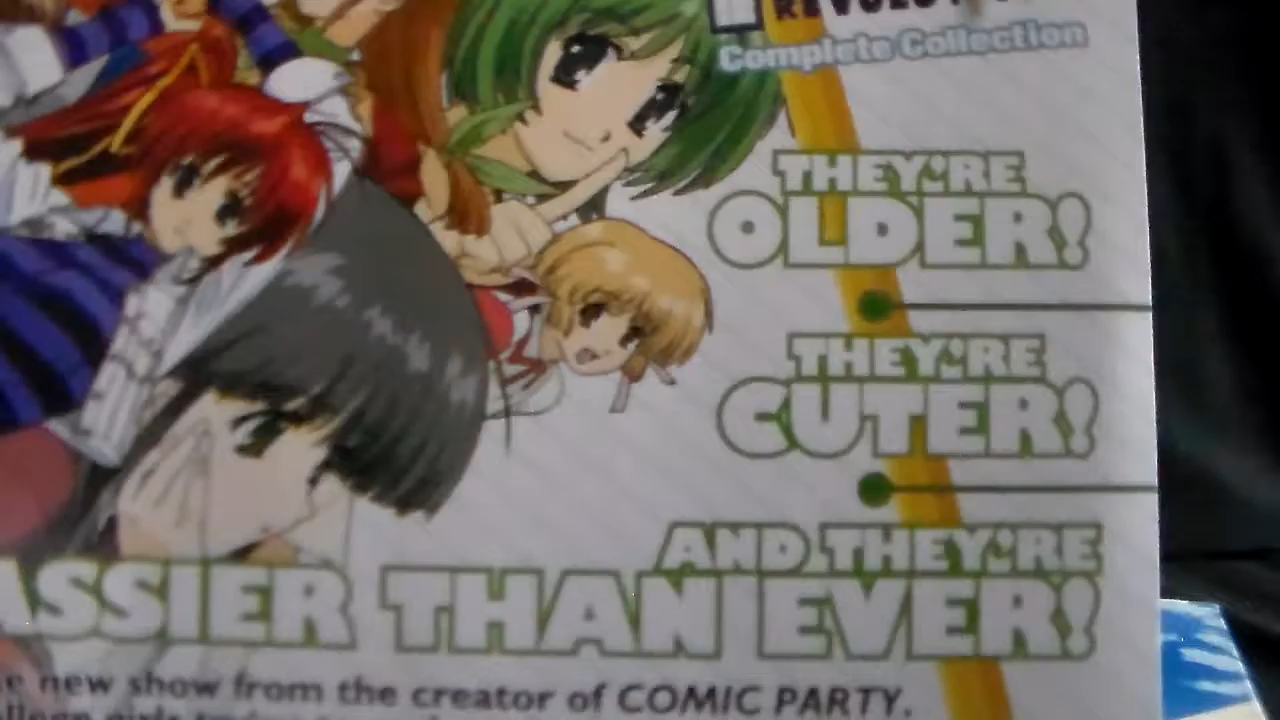 Complete Collection
THEY'RE
OLDER!
THEY'RE
CUTER!
AND THEY'RE
ASSIER THAN EVER!
new show from the creator of COMIC PARTY.
girls